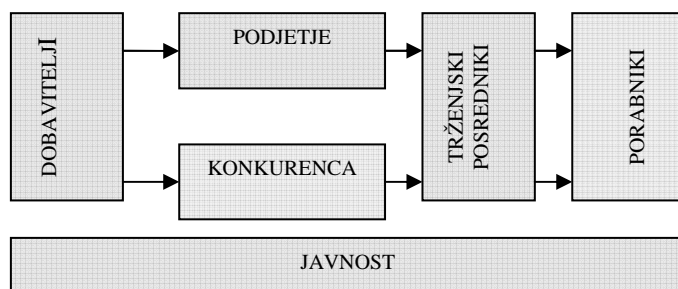 DOBAVITELJI
PODJETJE
KONKURENCA
TRŽENJSKI
POSREDNIKI
PORABNIKI
JAVNOST